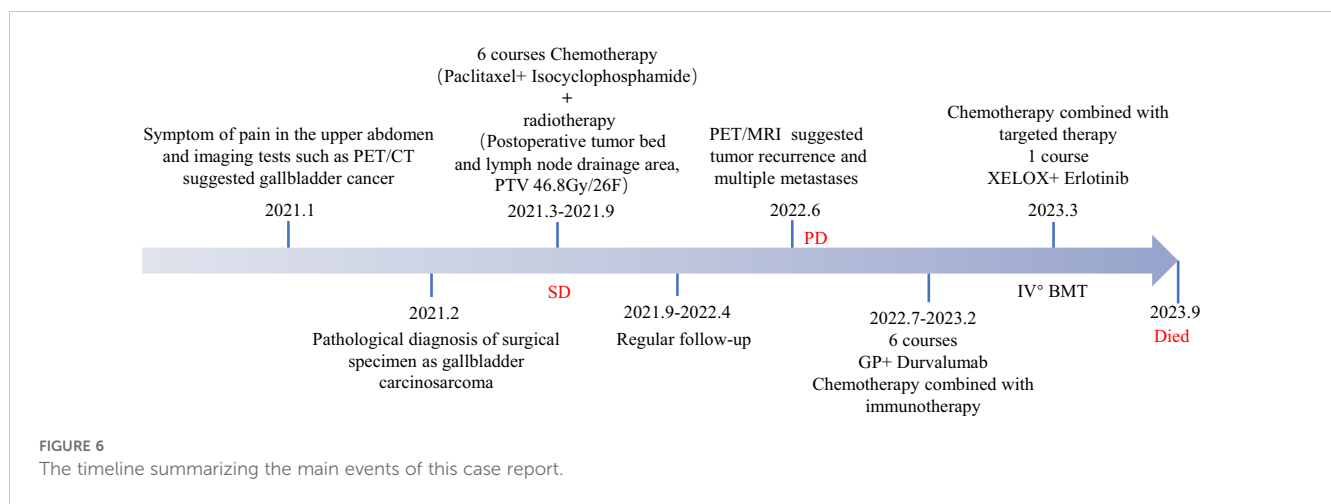 Symptom of pain in the upper abdomen
and imaging tests such as PET/CT
suggested gallbladder cancer
2021.1
2021.2
Pathological diagnosis of surgical
specimen as gallbladder
carcinosarcoma
6 courses Chemotherapy
(Paclitaxel+ Isocyclophosphamide)
+
radiotherapy
(Postoperative tumor bed
and lymph node drainage area,
PTV 46.8Gy/26F)
2021.3-2021.9
SD
2021.9-2022.4
Regular follow-up
PET/MRI suggested
tumor recurrence and
multiple metastases
2022.6
PD
2022.7-2023.2
6 courses
GP+ Durvalumab
Chemotherapy combined with
immunotherapy
Chemotherapy combined with
targeted therapy
1 course
XELOX+ Erlotinib
2023.3
IV° BMT
2023.9
Died
FIGURE 6
The timeline summarizing the main events of this case report.